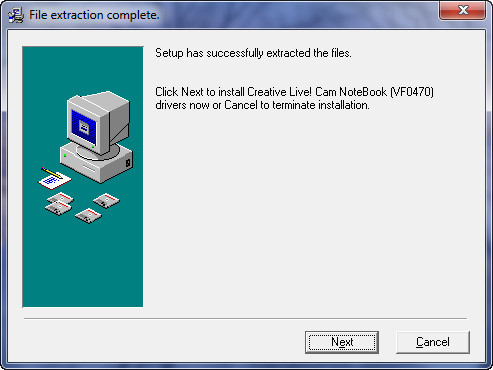 File extraction complete.
Setup has successfully extracted the files.
Click Next to install Creative Live! Cam NoteBook (VF0470)
drivers now or Cancel to terminate installation.
Next
Cancel